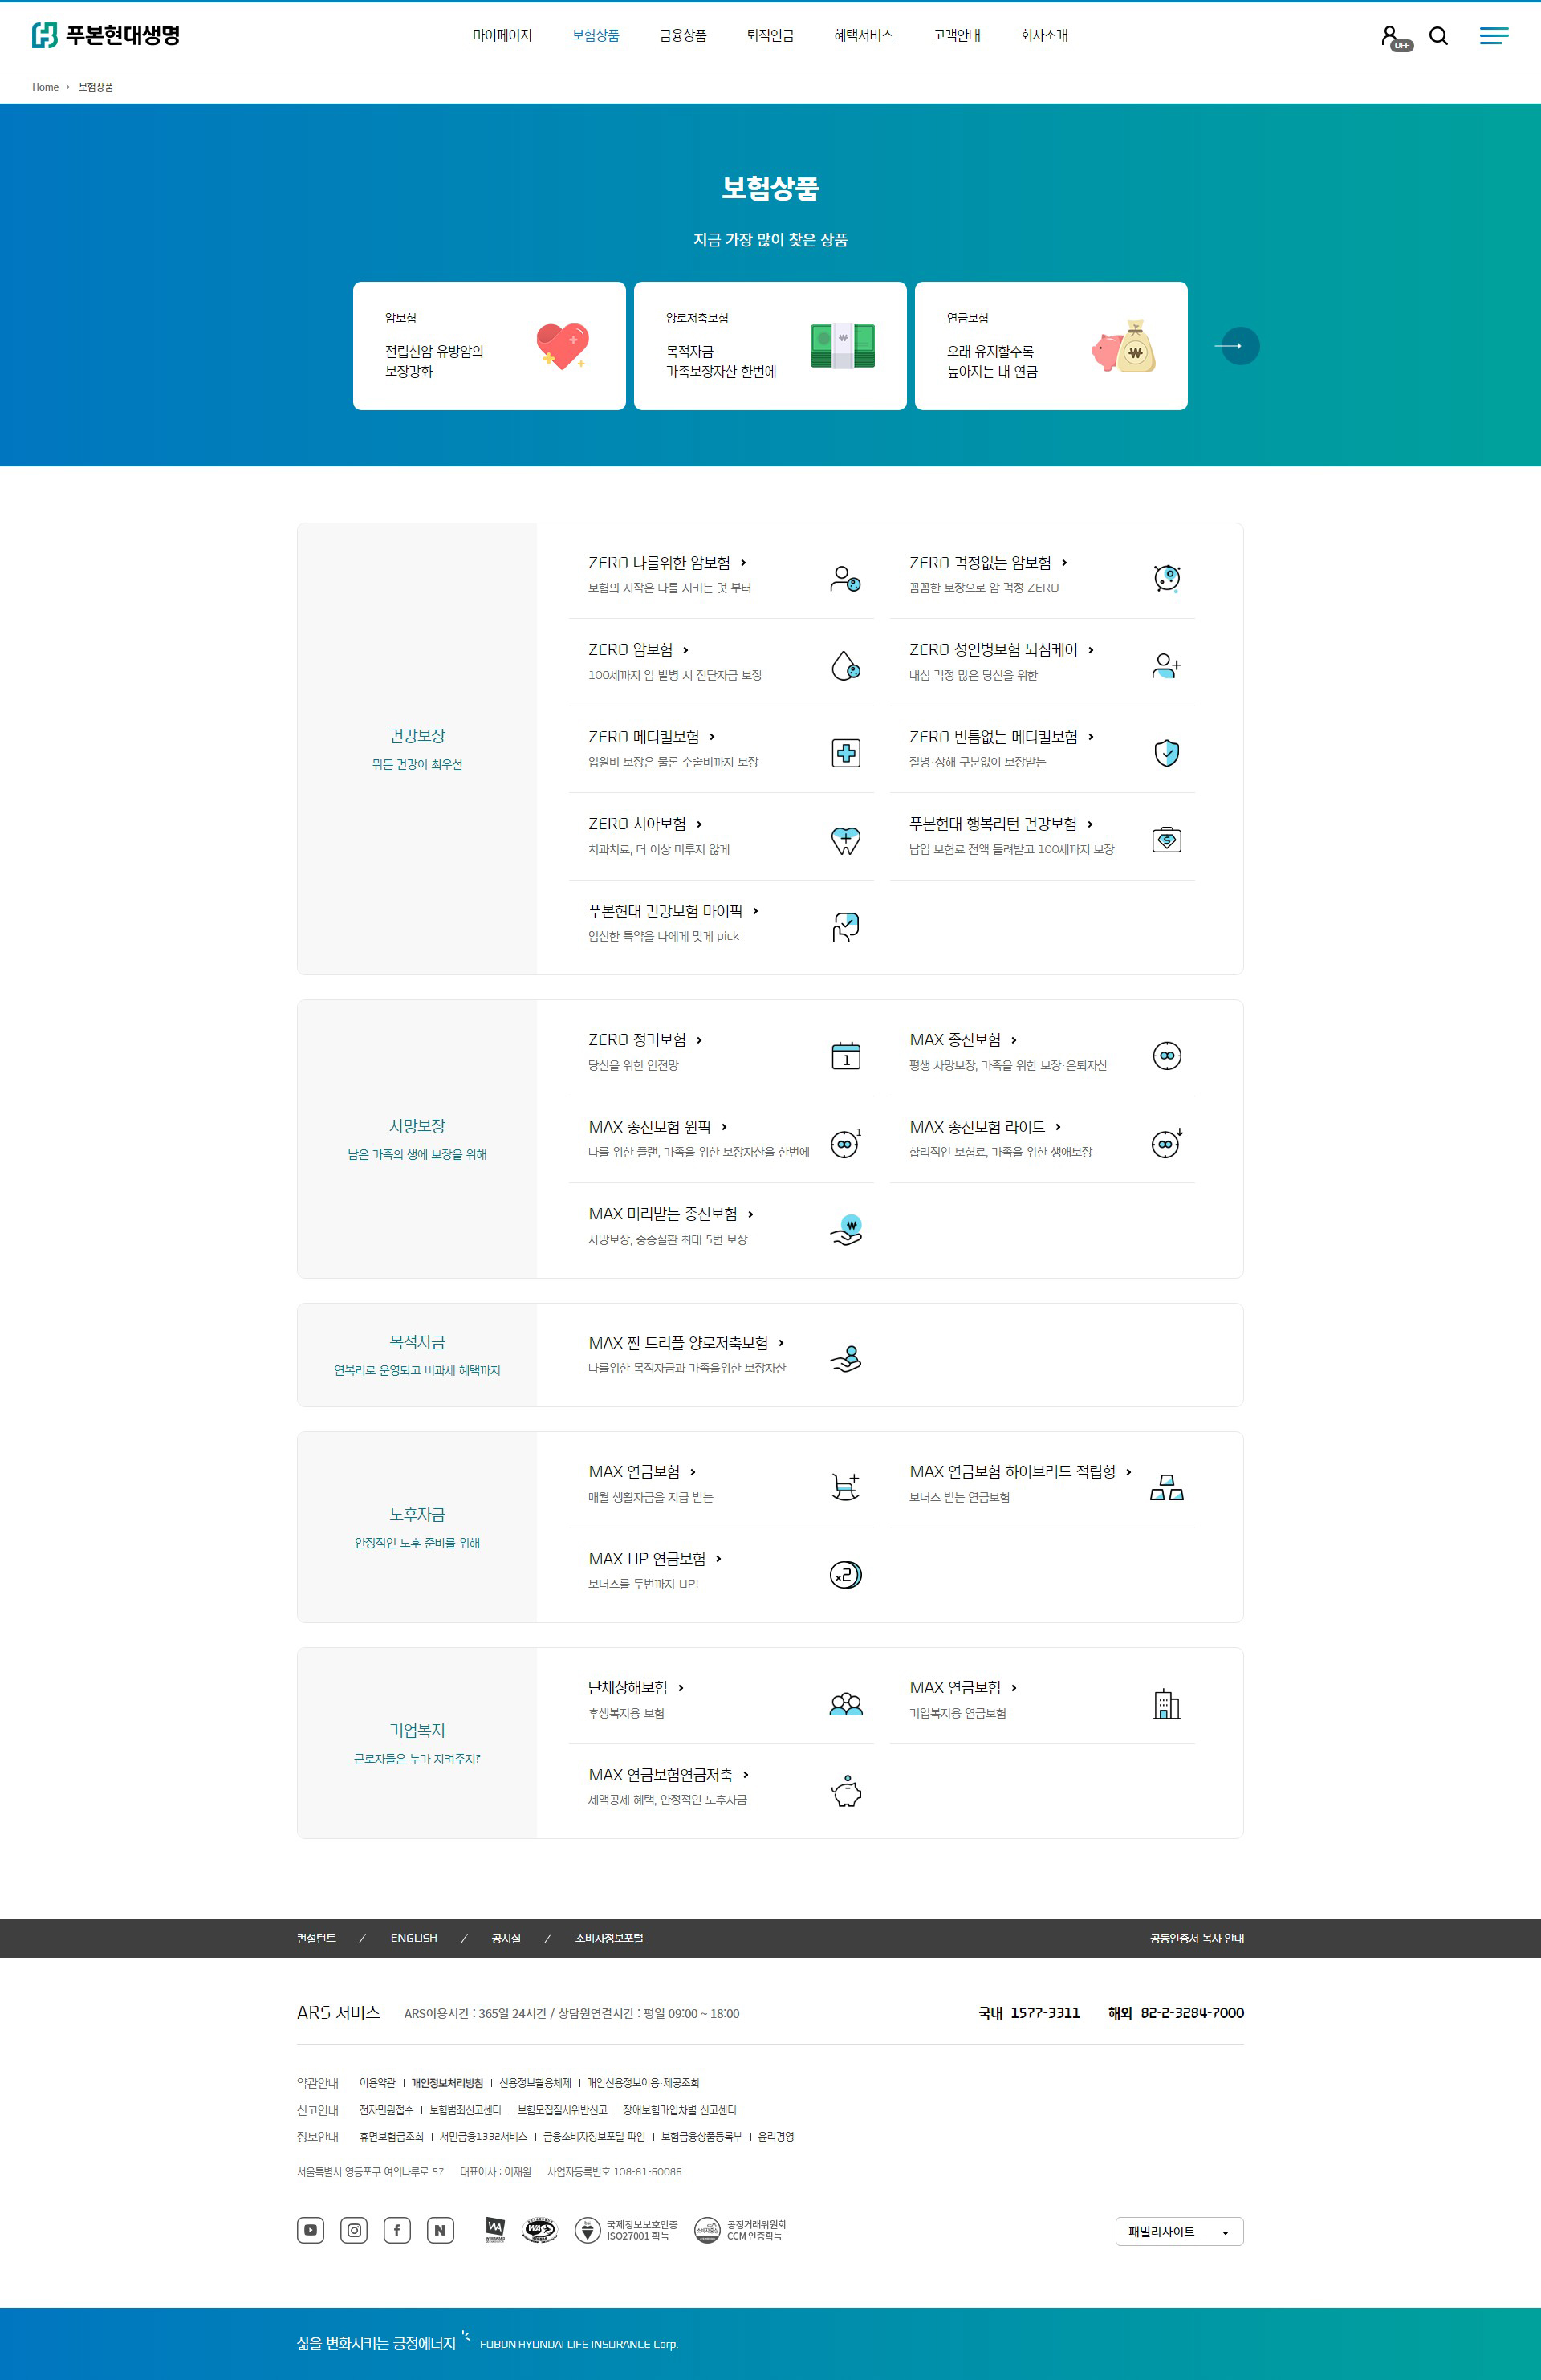 푸본현대생명
마이페이지 보험상품 금융상품 퇴직연금 혜택서비스 고객안내 회사소개
OFF
Home > 보험상품
보험상품
지금 가장 많이 찾은 상품
암보험
전립선암 유방암의
보장강화
양로저축보험
목적자금
가족보장자산 한번에
연금보험
오래 유지할수록
높아지는 내 연금
건강보장
뭐든 건강이 최우선
ZERO 나를위한 암보험
보험의 시작은 나를 지키는 것 부터
ZERO 걱정없는 암보험
꼼꼼한 보장으로 암 걱정 ZERO
ZERO 암보험
100세까지 암 발병 시 진단자금 보장
ZERO 성인병보험 뇌심케어
내심 걱정 많은 당신을 위한
ZERO 메디컬보험
입원비 보장은 물론 수술비까지 보장
ZERO 빈틈없는 메디컬보험
질병·상해 구분없이 보장받는
ZERO 치아보험
치과치료, 더 이상 미루지 않게
푸본현대 행복리턴 건강보험
납입 보험료 전액 돌려받고 100세까지 보장
푸본현대 건강보험 마이픽
엄선한 특약을 나에게 맞게 pick
사망보장
남은 가족의 생애 보장을 위해
ZERO 정기보험
당신을 위한 안전망
1
MAX 종신보험
평생 사망보장, 가족을 위한 보장·은퇴자산
MAX 종신보험 원픽
나를 위한 플랜, 가족을 위한 보장자산을 한번에
1
MAX 종신보험 라이트
합리적인 보험료, 가족을 위한 생애보장
MAX 미리받는 종신보험
사망보장, 중증질환 최대 5번 보장
목적자금
연복리로 운영되고 비과세 혜택까지
MAX 찐 트리플 양로저축보험
나를위한 목적자금과 가족을위한 보장자산
노후자금
안정적인 노후 준비를 위해
MAX 연금보험
매월 생활자금을 지급 받는
MAX 연금보험 하이브리드 적립형
보너스 받는 연금보험
MAX UP 연금보험
보너스를 두번까지 UP!
x2
기업복지
근로자들은 누가 지켜주지?
단체상해보험
후생복지용 보험
MAX 연금보험
기업복지용 연금보험
MAX 연금보험연금저축
세액공제 혜택, 안정적인 노후자금
컨설턴트 / ENGLISH / 공시실 / 소비자정보포털 공동인증서 복사 안내
ARS 서비스 ARS이용시간 : 365일 24시간 / 상담원연결시간 : 평일 09:00 ~ 18:00 국내 1577-3311 해외 82-2-3284-7000
약관안내 이용약관 | 개인정보처리방침 | 신용정보활용체제 | 개인신용정보이용·제공조회
신고안내 전자민원접수 | 보험범죄신고센터 | 보험모집질서위반신고 | 장애보험가입차별 신고센터
정보안내 휴면보험금조회 | 서민금융1332서비스 | 금융소비자정보포털 파인 | 보험금융상품등록부 | 윤리경영
서울특별시 영등포구 여의나루로 57 대표이사 : 이재원 사업자등록번호 108-81-60086
국제정보보호인증
ISO27001 획득
공정거래위원회
CCM 인증획득
패밀리사이트
삶을 변화시키는 긍정에너지 FUBON HYUNDAI LIFE INSURANCE Corp.